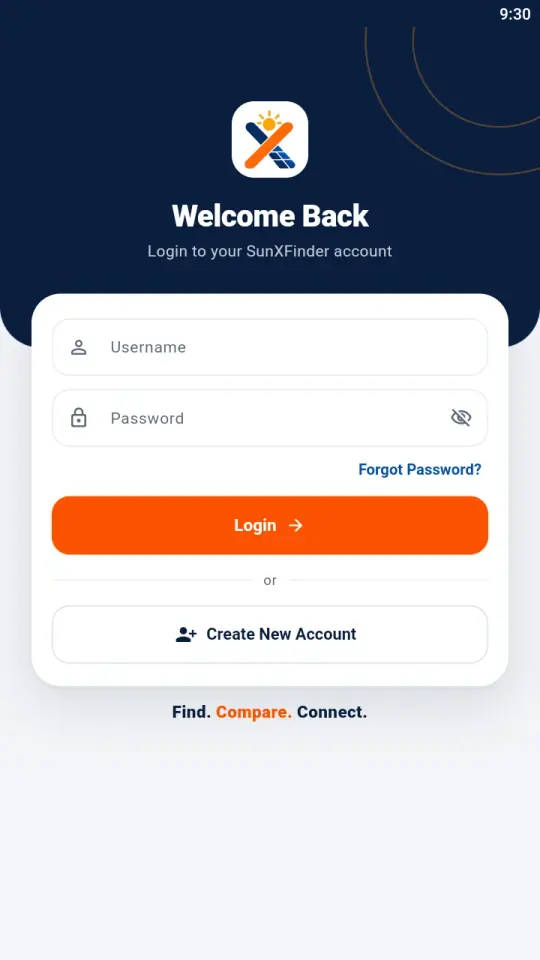 9:30
Welcome Back
Login to your SunXFinder account
Username
Password
Forgot Password?
Login
or
Create New Account
Find. Compare. Connect.